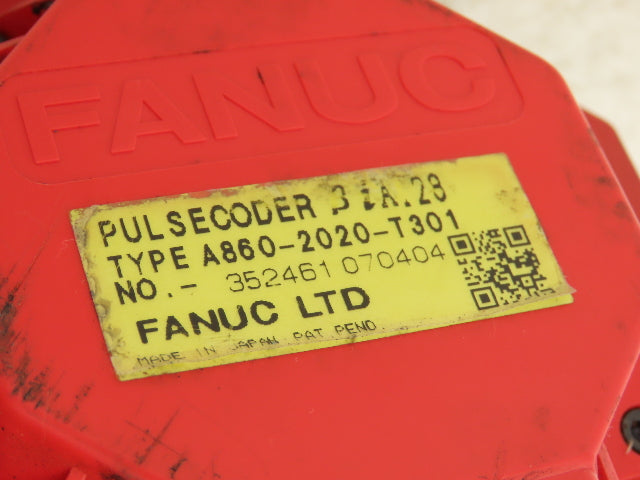 FANUC
PULSECODER
TYPE A860-2020-T301
NO.- 352461 070404
FANUC LTD
MADE IN JAPAN PAT PEND.